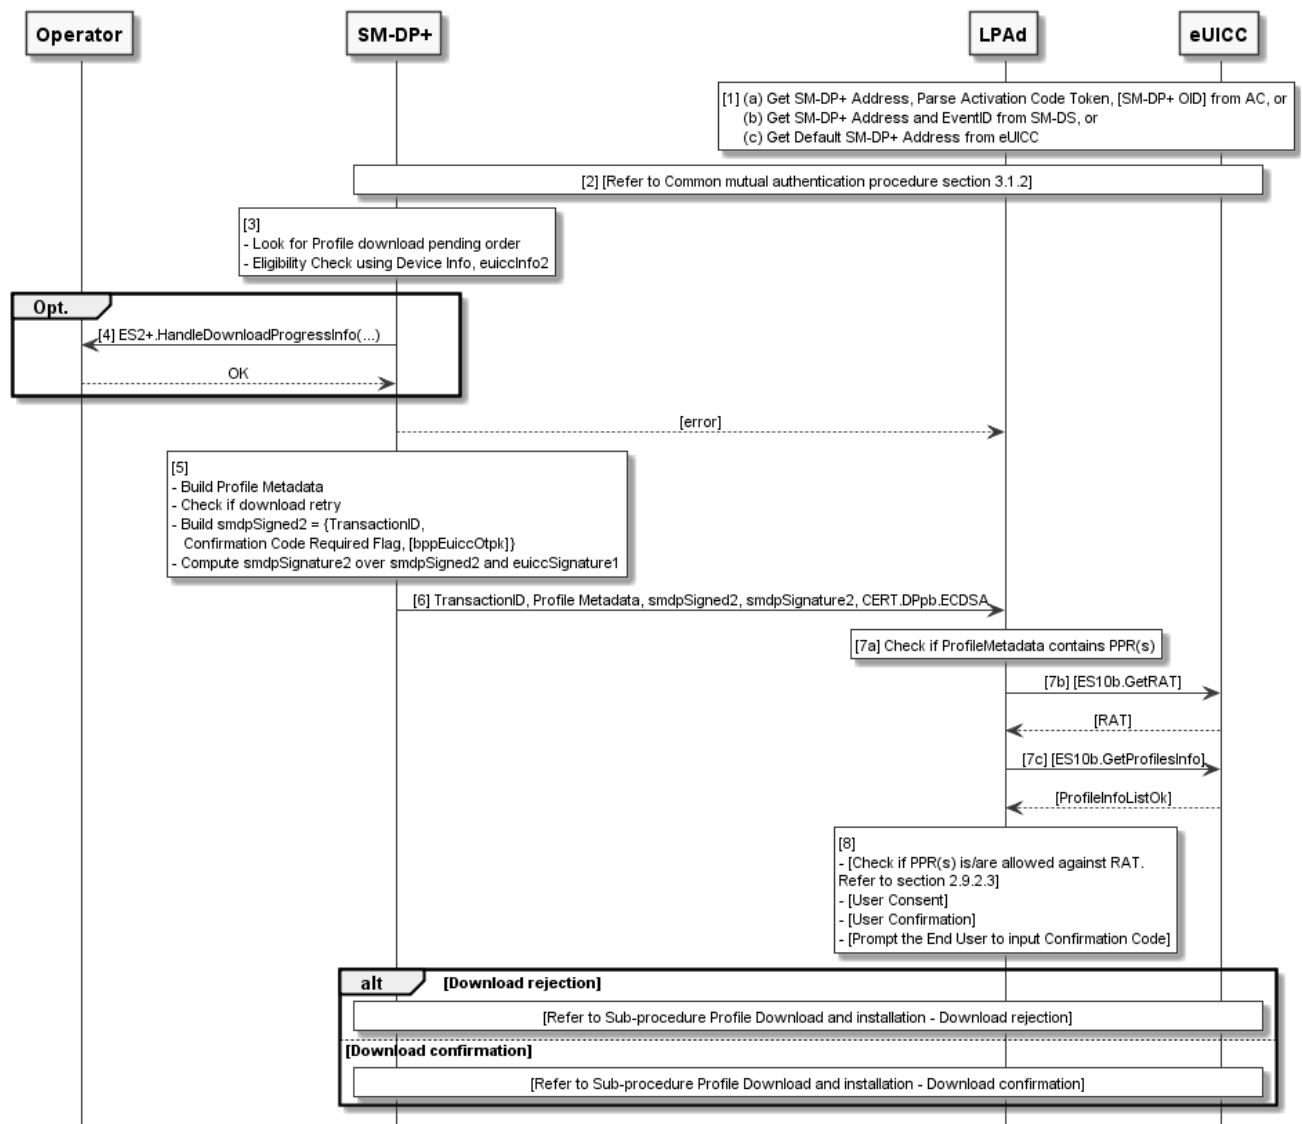 Operator
SM-DP+
LPAd
eUICC
[1] (a) Get SM-DP+ Address, Parse Activation Code Token, [SM-DP+ OID] from AC, or
(b) Get SM-DP+ Address and EventID from SM-DS, or
(c) Get Default SM-DP+ Address from eUICC
[2] [Refer to Common mutual authentication procedure section 3.1.2]
[3]
- Look for Profile download pending order
- Eligibility Check using Device Info, euiccInfo2
Opt.
[4] ES2+.HandleDownloadProgressInfo(...)
OK
[error]
[5]
- Build Profile Metadata
- Check if download retry
- Build smdpSigned2 = {TransactionID,
Confirmation Code Required Flag, [bppEuiccOtpk]}
- Compute smdpSignature2 over smdpSigned2 and euiccSignature1
[6] TransactionID, Profile Metadata, smdpSigned2, smdpSignature2, CERT.DPpb.ECDSA
[7a] Check if ProfileMetadata contains PPR(s)
[7b] [ES10b.GetRAT]
[RAT]
[7c] [ES10b.GetProfilesInfo]
[ProfileInfoListOk]
[8]
- [Check if PPR(s) is/are allowed against RAT.
Refer to section 2.9.2.3]
- [User Consent]
- [User Confirmation]
- [Prompt the End User to input Confirmation Code]
alt
[Download rejection]
[Refer to Sub-procedure Profile Download and installation - Download rejection]
[Download confirmation]
[Refer to Sub-procedure Profile Download and installation - Download confirmation]